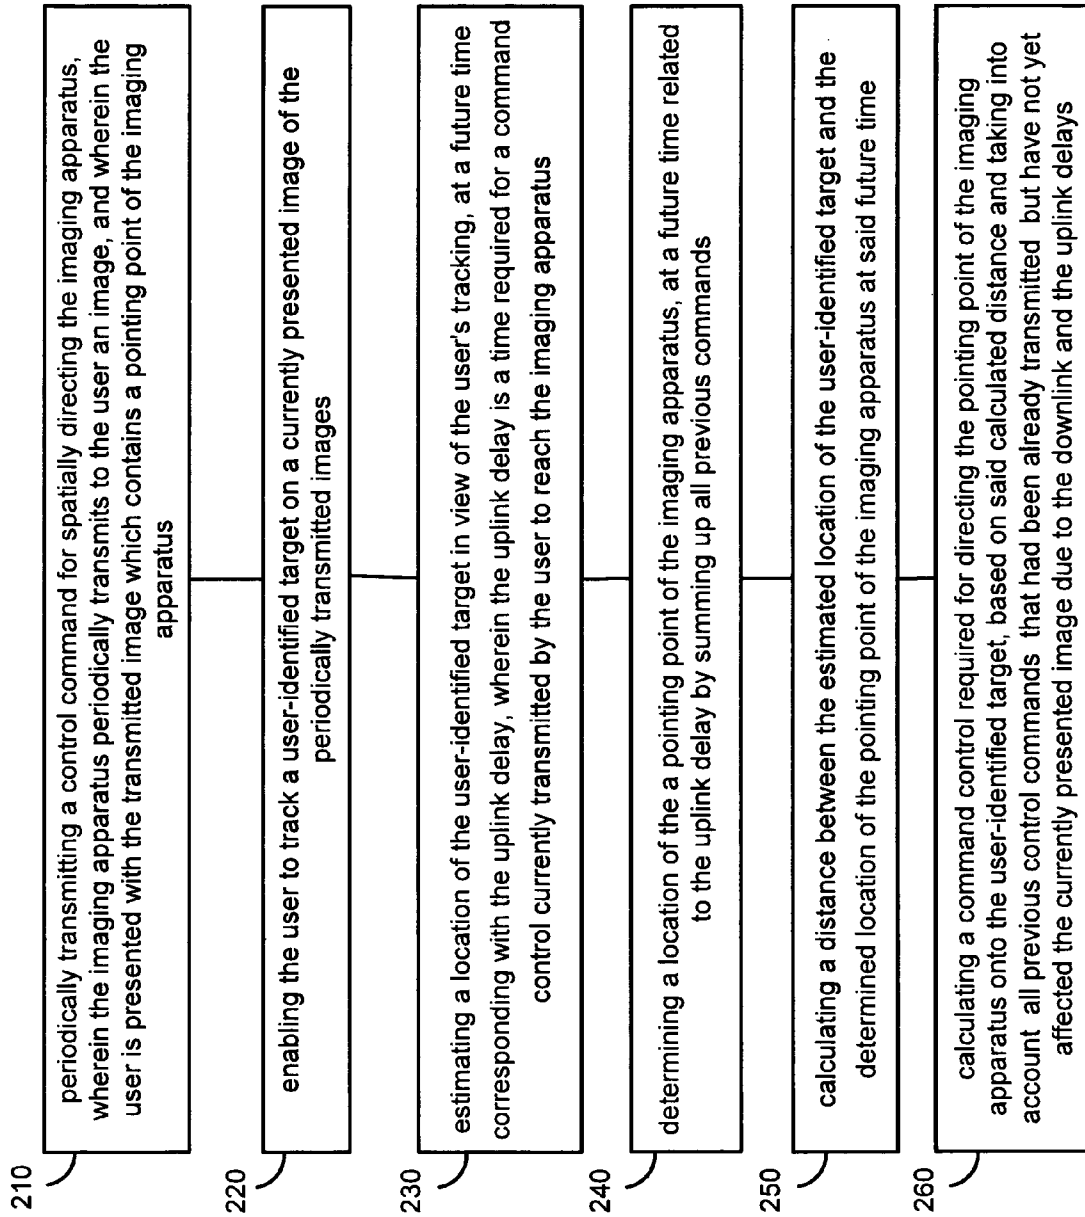 210
periodically transmitting a control command for spatially directing the imaging apparatus,
wherein the imaging apparatus periodically transmits to the user an image, and wherein the
user is presented with the transmitted image which contains a pointing point of the imaging
apparatus
220
enabling the user to track a user-identified target on a currently presented image of the
periodically transmitted images
230
estimating a location of the user-identified target in view of the user's tracking, at a future time
corresponding with the uplink delay, wherein the uplink delay is a time required for a command
control currently transmitted by the user to reach the imaging apparatus
240
determining a location of the a pointing point of the imaging apparatus, at a future time related
to the uplink delay by summing up all previous commands
250
calculating a distance between the estimated location of the user-identified target and the
determined location of the pointing point of the imaging apparatus at said future time
260
calculating a command control required for directing the pointing point of the imaging
apparatus onto the user-identified target, based on said calculated distance and taking into
account all previous control commands that had been already transmitted but have not yet
affected the currently presented image due to the downlink and the uplink delays